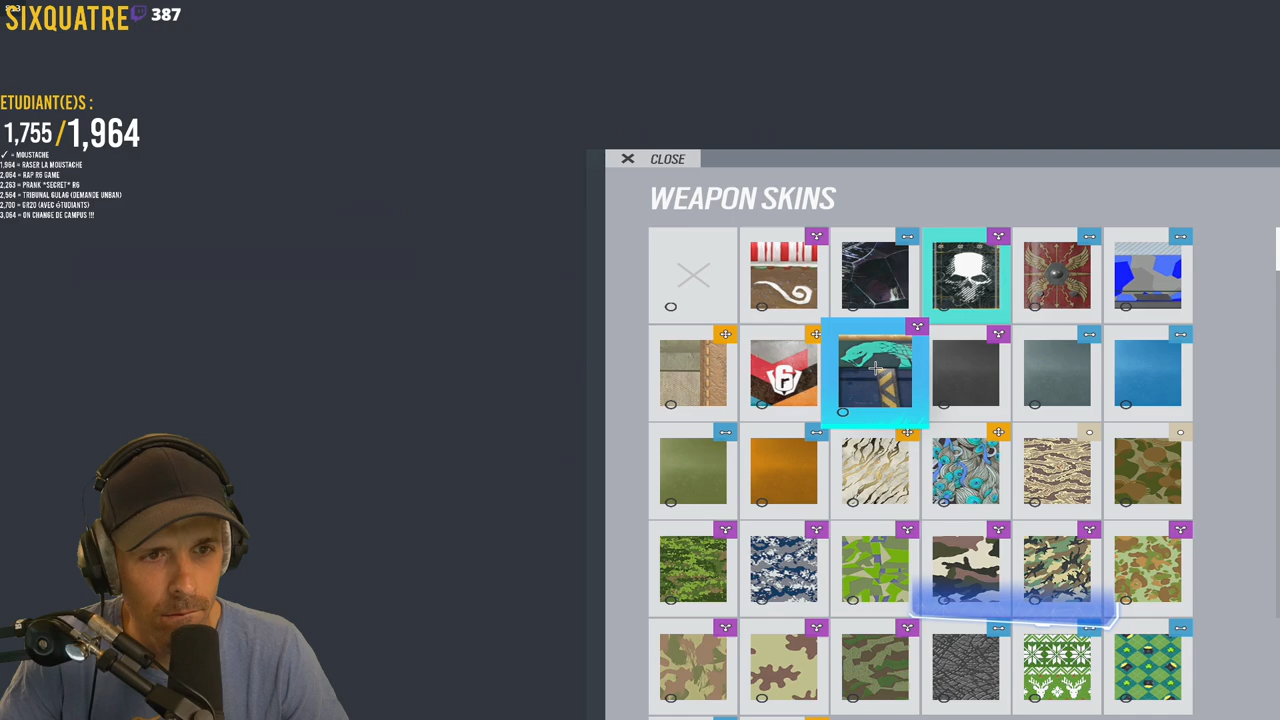 SIXQUATRE 387
ETUDIANT(E)S :
1,755 / 1,964
✓ = MOUSTACHE
1,964 = RASER LA MOUSTACHE
2,064 = RAP R6 GAME
2,263 = PRANK *SECRET* R6
2,564 = TRIBUNAL GULAG (DEMANDE UNBAN)
2,700 = GR20 (AVEC ÉTUDIANTS)
3,064 = ON CHANGE DE CAMPUS !!!
CLOSE
WEAPON SKINS
6